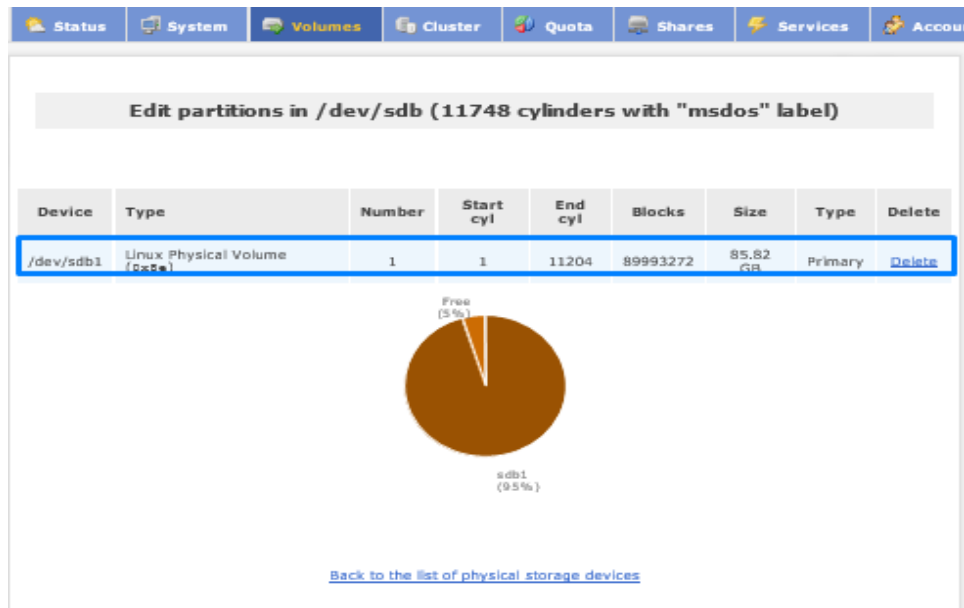 Status System Volumes Cluster Quota Shares Services Accou
Edit partitions in /dev/sdb (11748 cylinders with "msdos" label)
Device Type Number Start cyl End cyl Blocks Size Type Delete
/dev/sdb1 Linux Physical Volume (0x8e) 1 1 11204 89993272 85.82 GB Primary Delete
Free
(5%)
sdb1
(95%)
Back to the list of physical storage devices